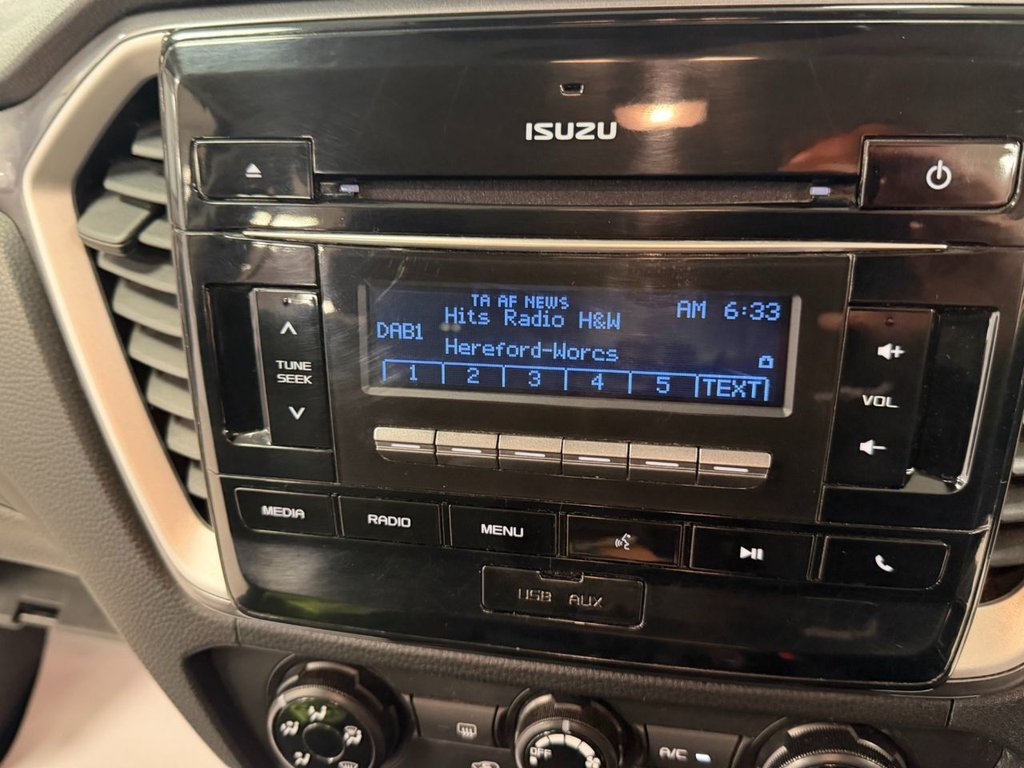 ISUZU
TA AF NEWS
Hits Radio H&W
AM 6:33
DAB1
Hereford-Worcs
1 2 3 4 5 TEXT
TUNE
SEEK
VOL
MEDIA
RADIO
MENU
USB AUX
OFF
A/C